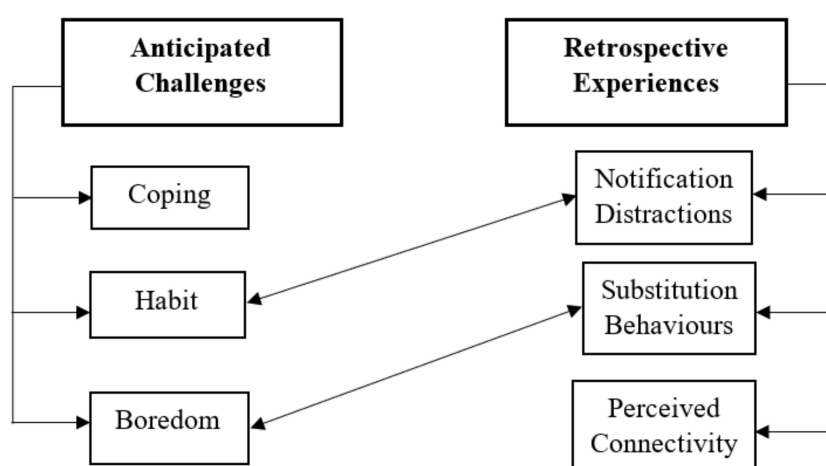 Anticipated
Challenges
Coping
Habit
Boredom
Retrospective
Experiences
Notification
Distractions
Substitution
Behaviours
Perceived
Connectivity